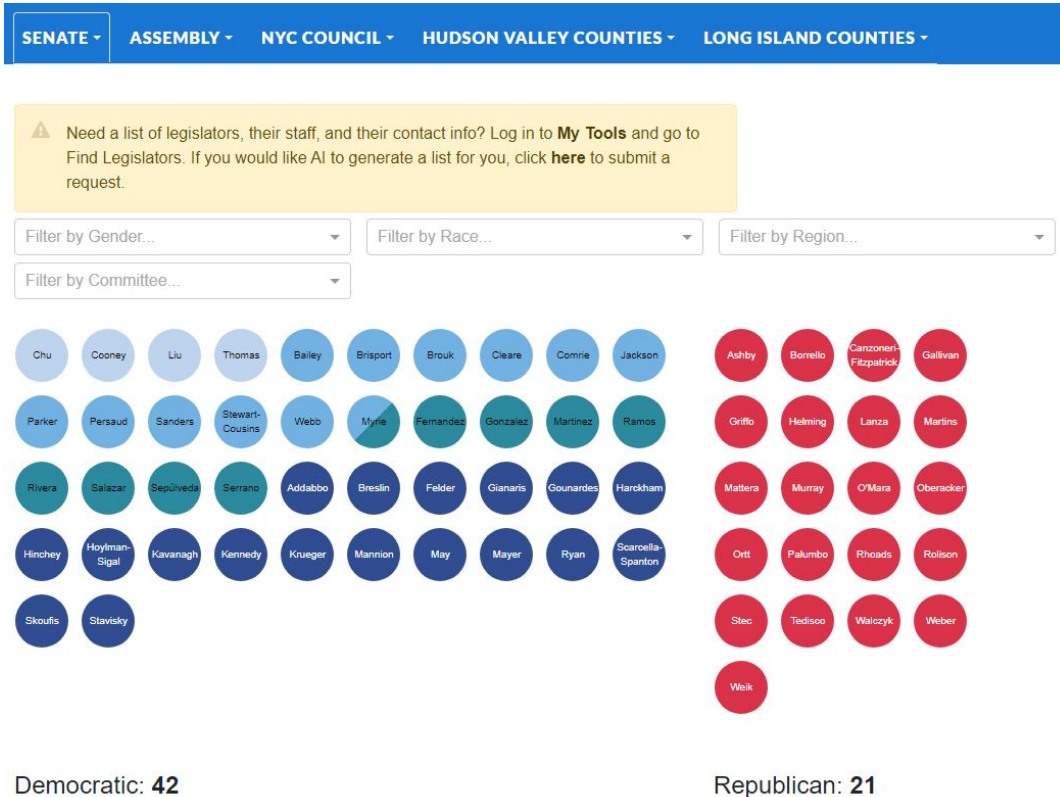 SENATE ASSEMBLY NYC COUNCIL HUDSON VALLEY COUNTIES LONG ISLAND COUNTIES
Need a list of legislators, their staff, and their contact info? Log in to My Tools and go to
Find Legislators. If you would like AI to generate a list for you, click here to submit a
request.
Filter by Gender... Filter by Race... Filter by Region...
Filter by Committee...
Chu Cooney Liu Thomas Bailey Brisport Brouk Cleare Comrie Jackson
Parker Persaud Sanders Stewart-Cousins Webb Myrie Fernandez Gonzalez Martinez Ramos
Rivera Salazar Sepúlveda Serrano Addabbo Breslin Felder Gianaris Gounardes Harckham
Hinchey Hoylman-Sigal Kavanagh Kennedy Krueger Mannion May Mayer Ryan Scarcella-Spanton
Skoufis Stavisky
Ashby Borrello Canzoneri-Fitzpatrick Gallivan
Griffo Helming Lanza Martins
Mattera Murray O'Mara Oberacker
Ortt Palumbo Rhoads Rolison
Stec Tedisco Walczyk Weber
Weik
Democratic: 42
Republican: 21